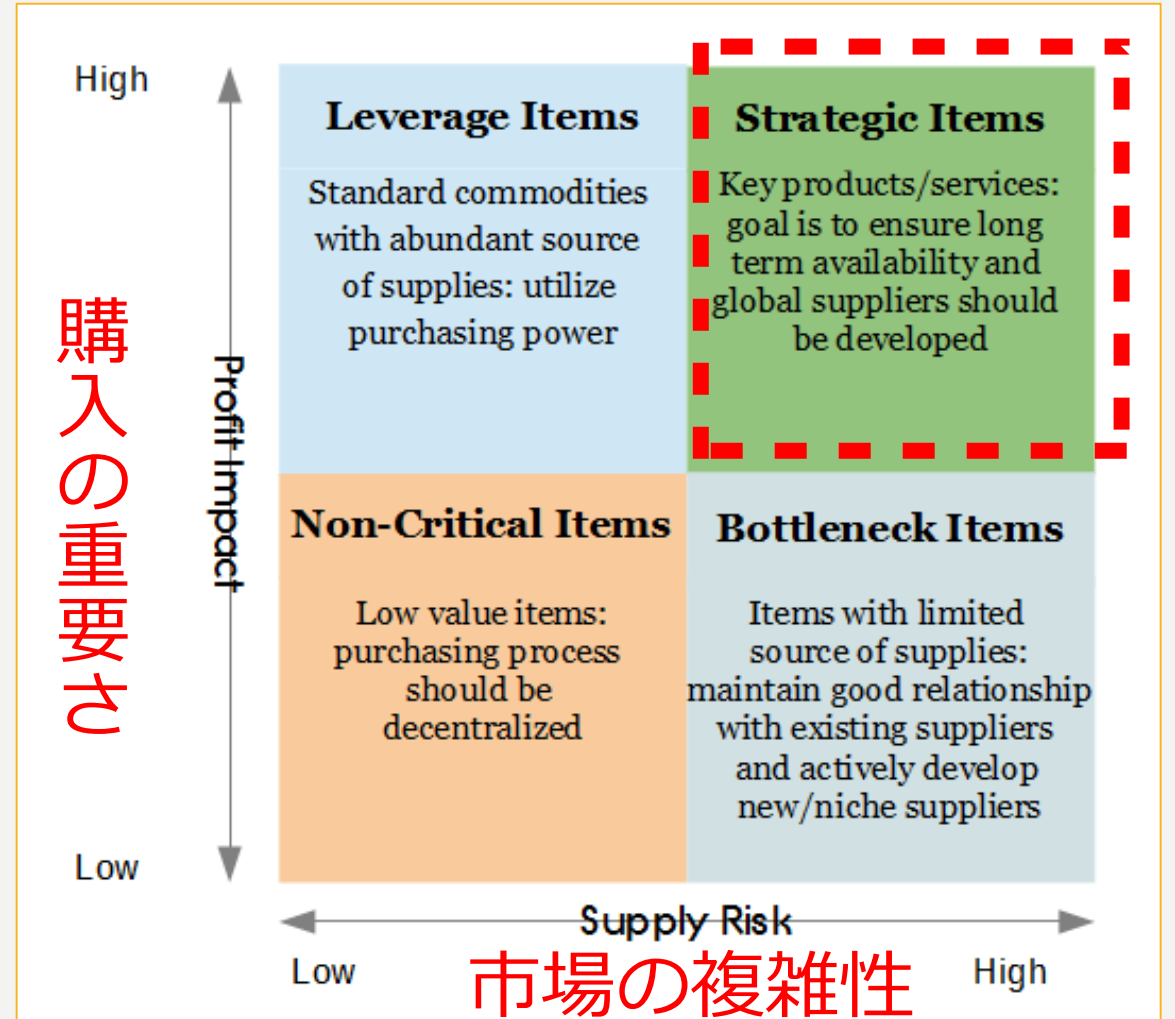 High
Leverage Items
Standard commodities
with abundant source
of supplies: utilize
purchasing power
Strategic Items
Key products/services:
goal is to ensure long
term availability and
global suppliers should
be developed
購入の重要さ
Profit Impact
Non-Critical Items
Low value items:
purchasing process
should be
decentralized
Bottleneck Items
Items with limited
source of supplies:
maintain good relationship
with existing suppliers
and actively develop
new/niche suppliers
Low
Supply Risk
Low
市場の複雑性
High